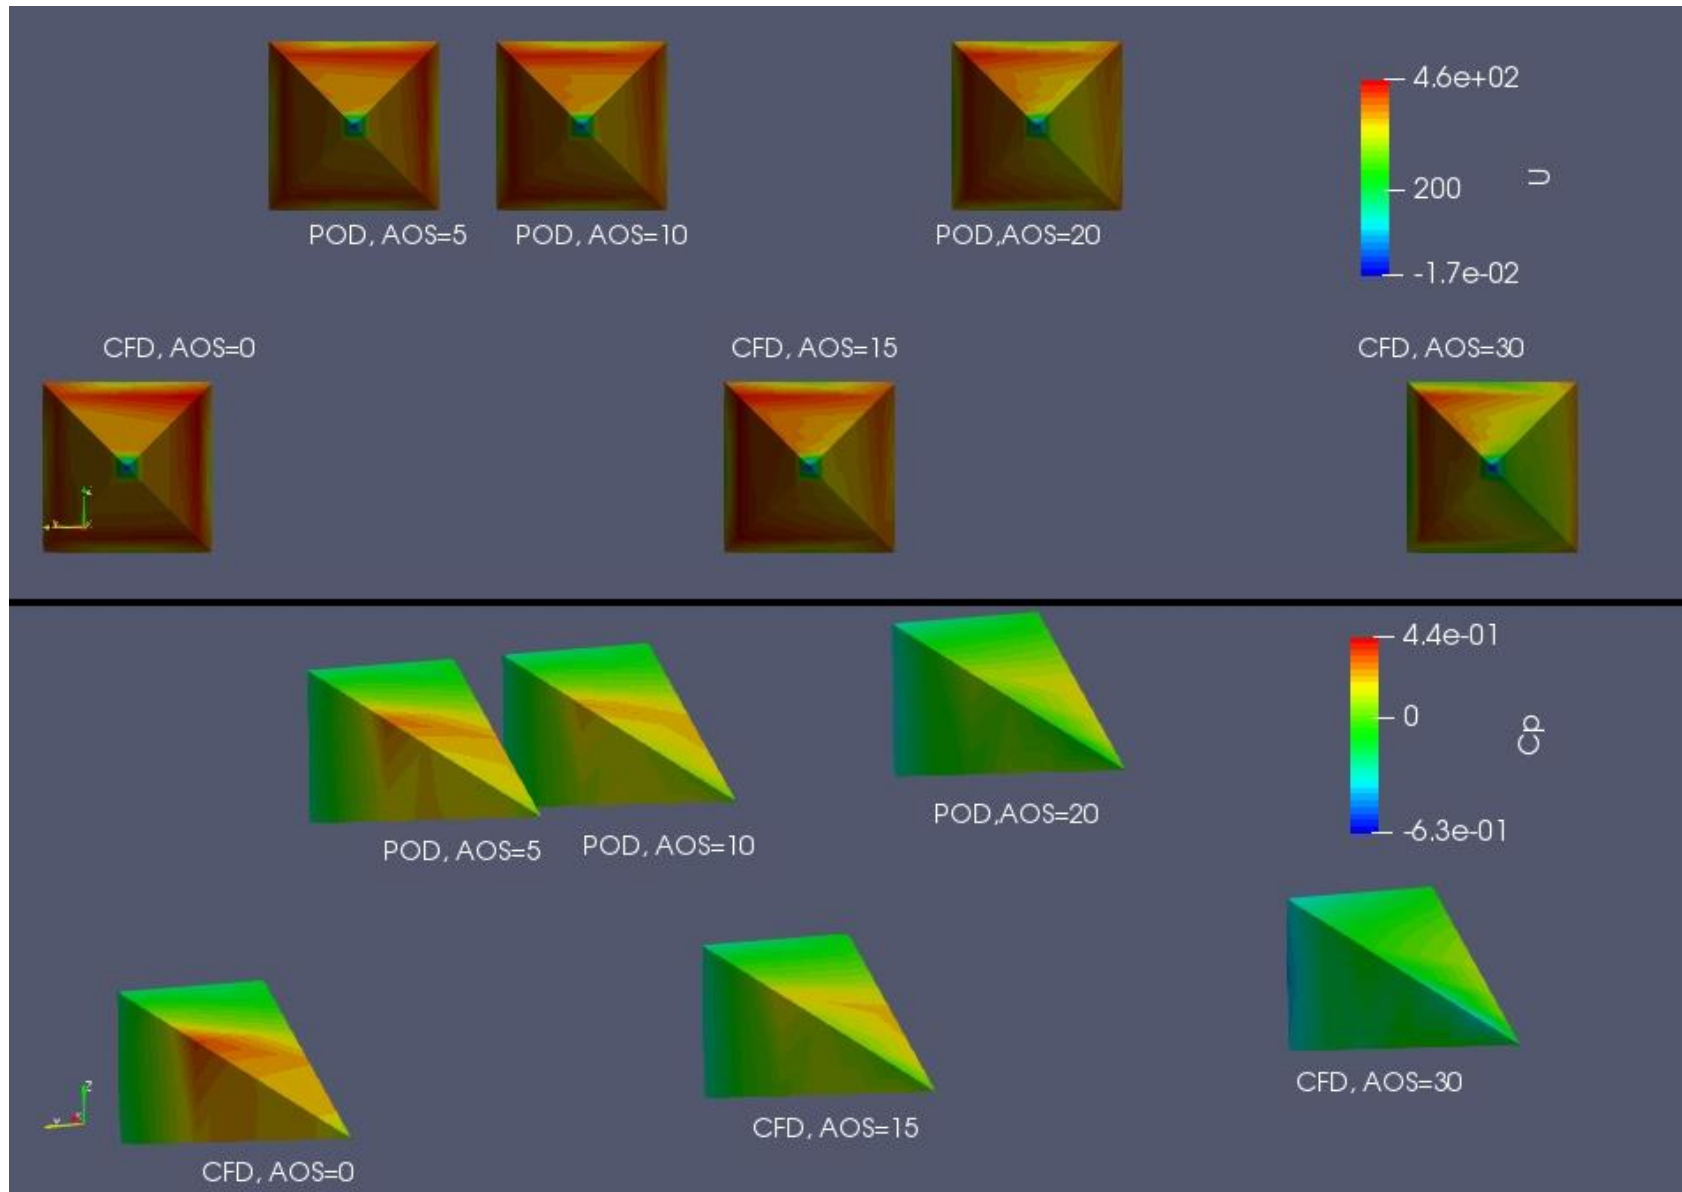 POD, AOS=5
POD, AOS=10
POD,AOS=20
4.6e+02
200
-1.7e-02
U
CFD, AOS=0
CFD, AOS=15
CFD, AOS=30
4.4e-01
0
-6.3e-01
Cp
POD, AOS=5
POD, AOS=10
POD,AOS=20
Z
Y
X
CFD, AOS=0
CFD, AOS=15
CFD, AOS=30